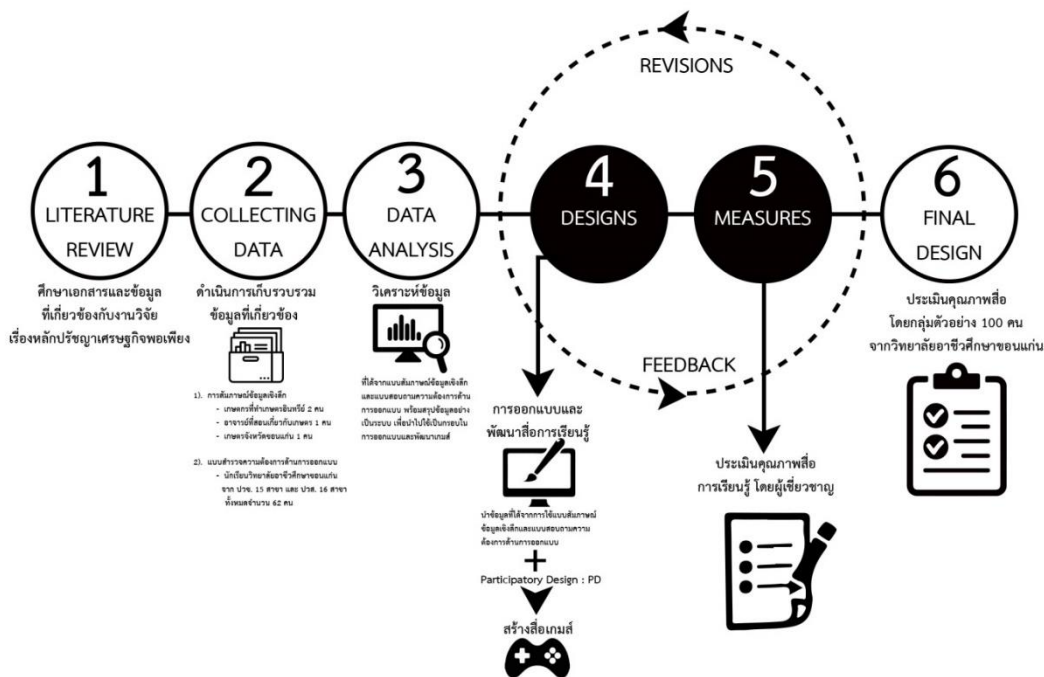 REVISIONS
1
LITERATURE
REVIEW
ศึกษาเอกสารและข้อมูล
ที่เกี่ยวข้องกับงานวิจัย
เรื่องหลักปรัชญาเศรษฐกิจพอเพียง
2
COLLECTING
DATA
ดำเนินการเก็บรวบรวม
ข้อมูลที่เกี่ยวข้อง
1). การสัมภาษณ์ข้อมูลเชิงลึก
- เกษตรกรที่ทำเกษตรอินทรีย์ 2 คน
- อาจารย์ที่สอนเกี่ยวกับเกษตร 1 คน
- เกษตรจังหวัดขอนแก่น 1 คน
2). แบบสำรวจความต้องการด้านการออกแบบ
- นักเรียนวิทยาลัยอาชีวศึกษาขอนแก่น
จาก ปวช. 15 สาขา และ ปวส. 16 สาขา
ทั้งหมดจำนวน 62 คน
3
DATA
ANALYSIS
วิเคราะห์ข้อมูล
ที่ได้จากแบบสัมภาษณ์ข้อมูลเชิงลึก
และแบบสอบถามความต้องการด้าน
การออกแบบ พร้อมสรุปข้อมูลอย่าง
เป็นระบบ เพื่อนำไปใช้เป็นกรอบใน
การออกแบบและพัฒนาเกมส์
4
DESIGNS
การออกแบบและ
พัฒนาสื่อการเรียนรู้
นำข้อมูลที่ได้จากการใช้แบบสัมภาษณ์
ข้อมูลเชิงลึกและแบบสอบถามความ
ต้องการด้านการออกแบบ
+
Participatory Design : PD
สร้างสื่อเกมส์
5
MEASURES
FEEDBACK
ประเมินคุณภาพสื่อ
การเรียนรู้ โดยผู้เชี่ยวชาญ
6
FINAL
DESIGN
ประเมินคุณภาพสื่อ
โดยกลุ่มตัวอย่าง 100 คน
จากวิทยาลัยอาชีวศึกษาขอนแก่น